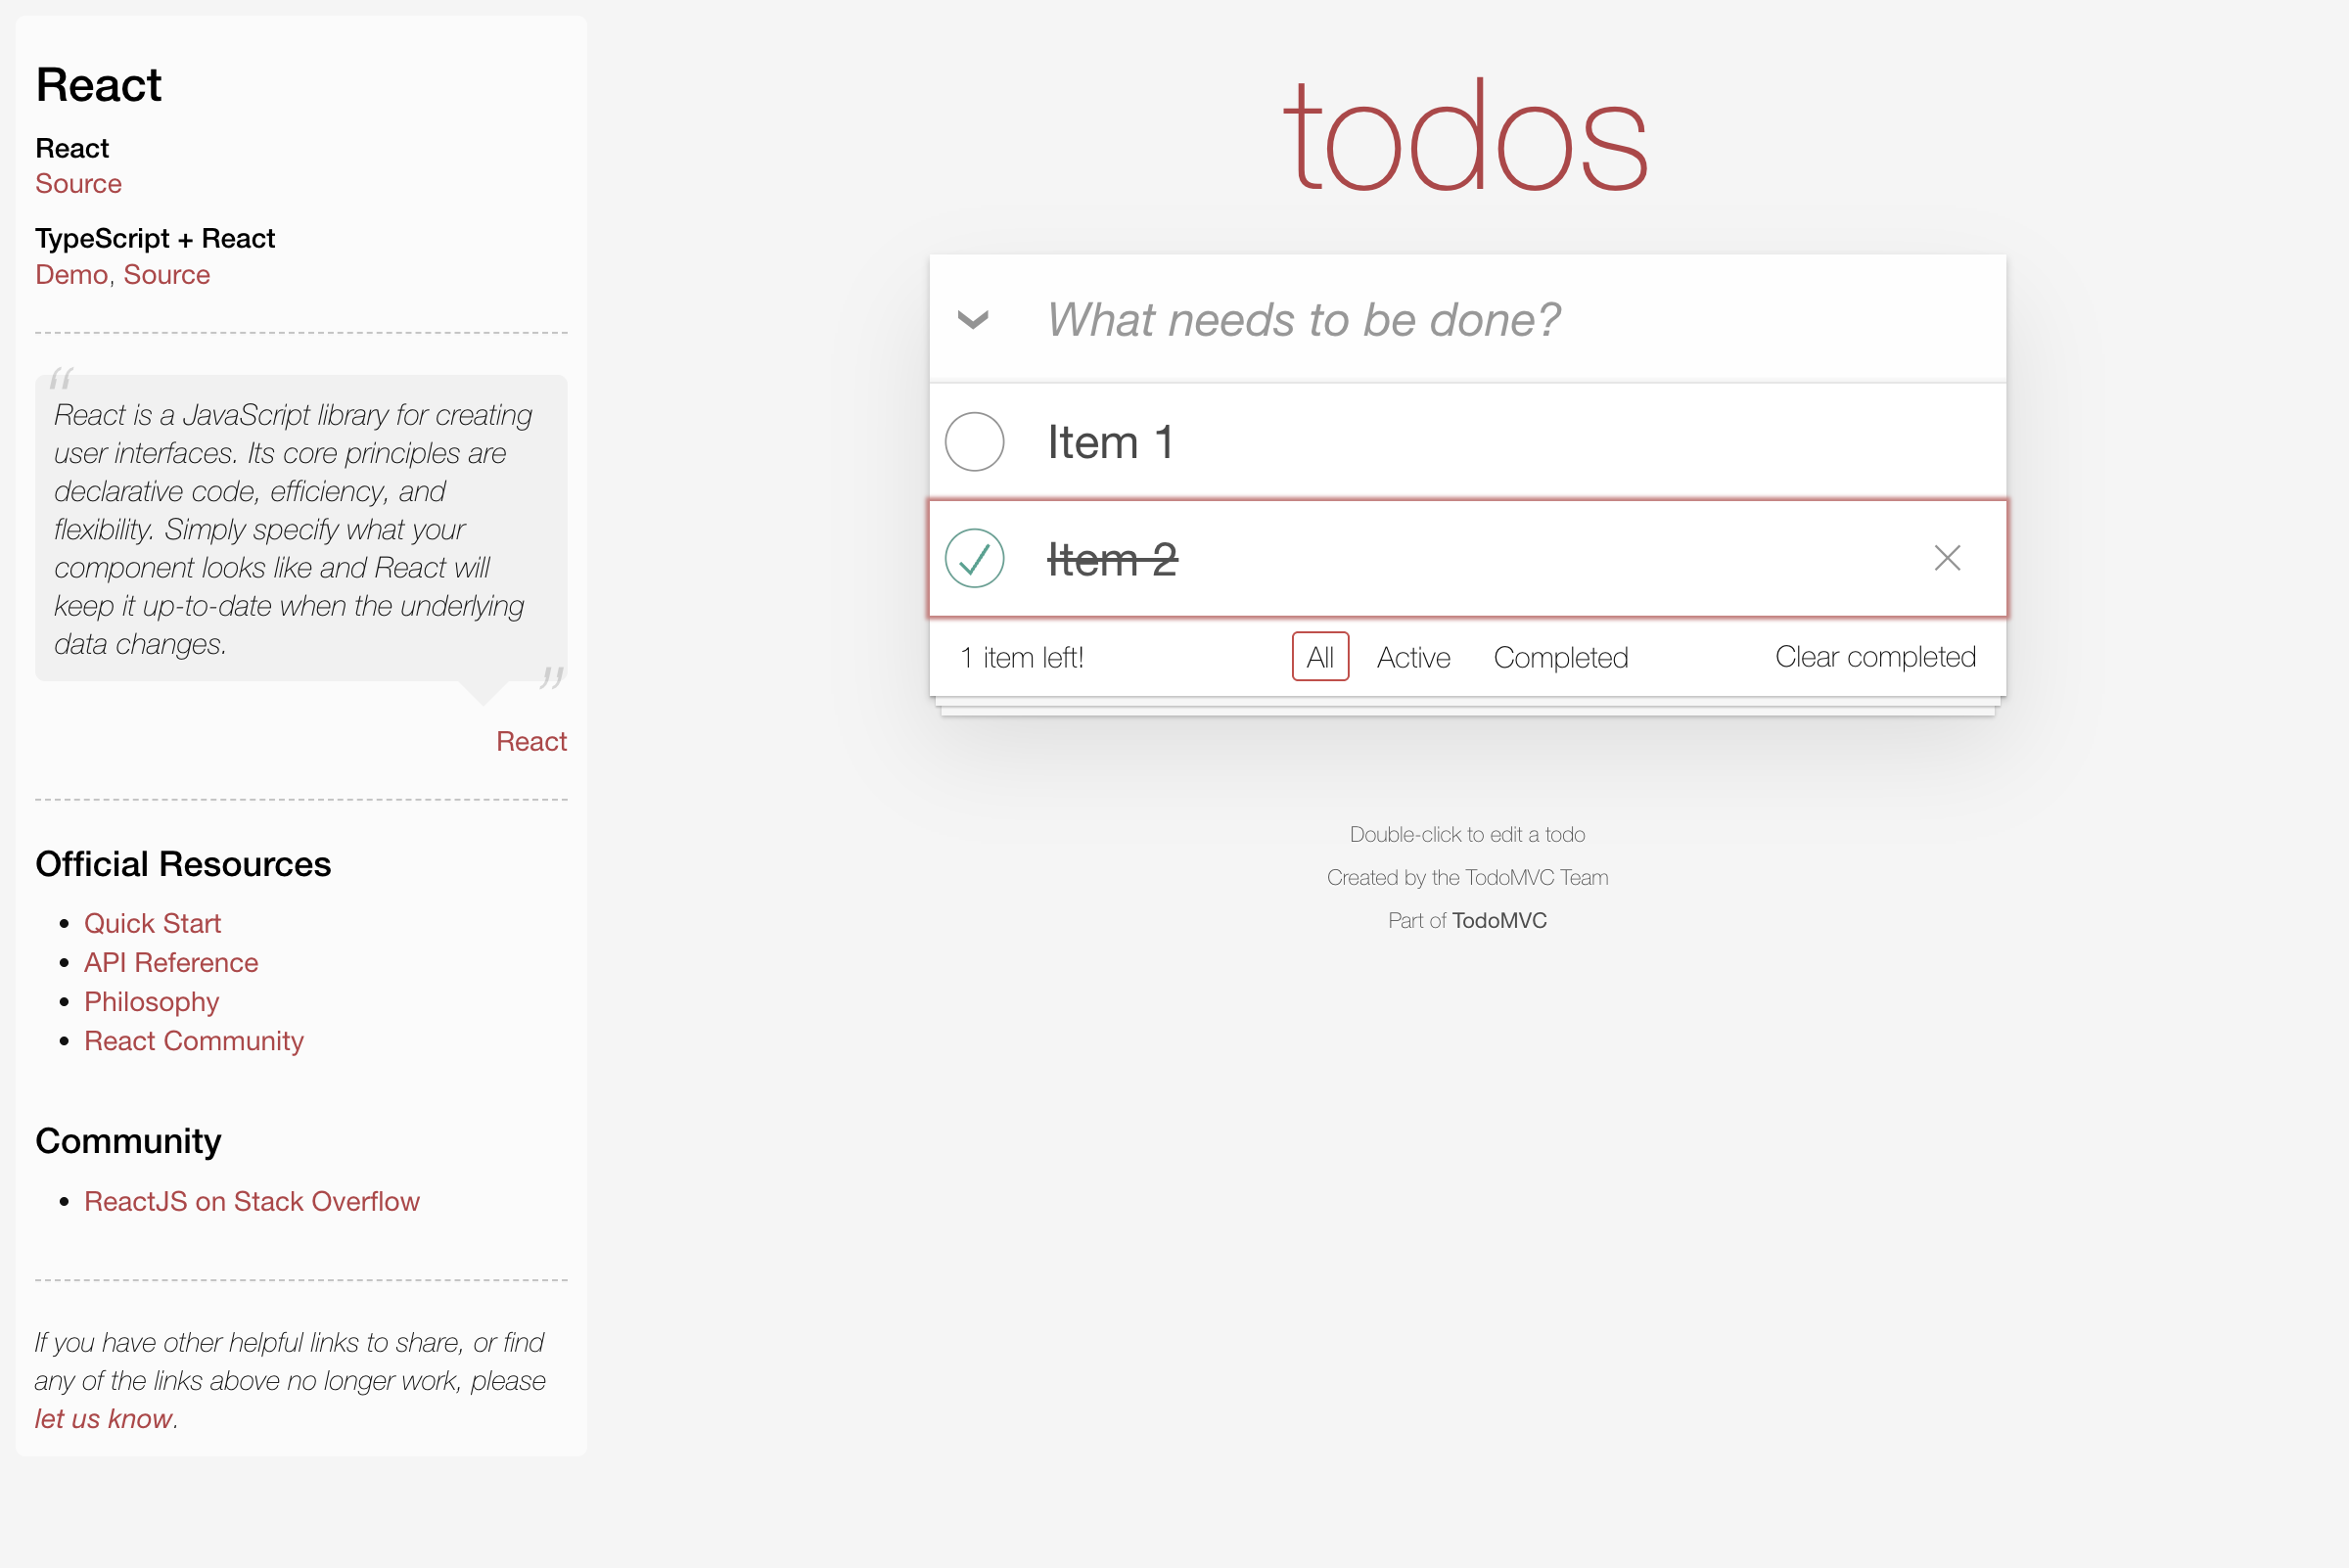 React
React
Source
TypeScript + React
Demo, Source
“
React is a JavaScript library for creating
user interfaces. Its core principles are
declarative code, efficiency, and
flexibility. Simply specify what your
component looks like and React will
keep it up-to-date when the underlying
data changes.
”
React
Official Resources
• Quick Start
• API Reference
• Philosophy
• React Community
Community
• ReactJS on Stack Overflow
If you have other helpful links to share, or find
any of the links above no longer work, please
let us know.
todos
What needs to be done?
Item 1
Item 2
1 item left!
All Active Completed
Clear completed
Double-click to edit a todo
Created by the TodoMVC Team
Part of TodoMVC